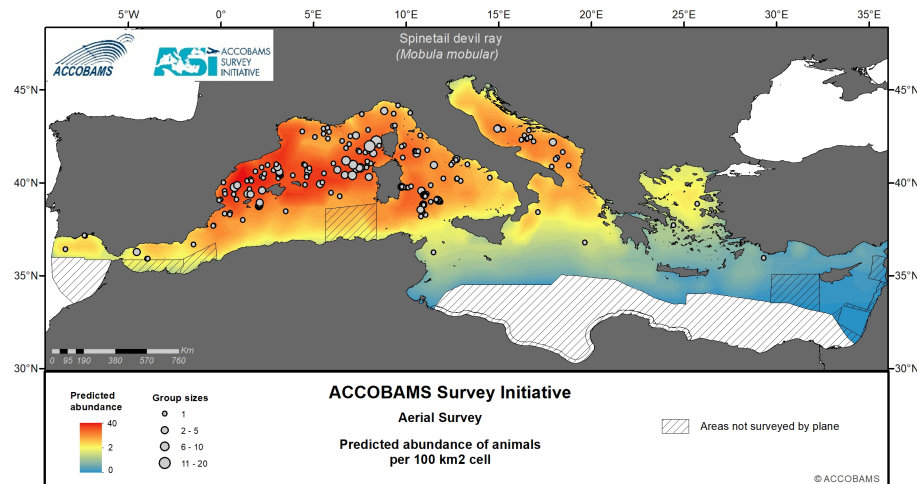 5°W 0° 5°E 10°E 15°E 20°E 25°E 30°E 35°E
ACCOBAMS
ASI
ACCOBAMS
SURVEY
INITIATIVE
Spinetail devil ray
(Mobula mobular)
45°N 45°N
40°N 40°N
35°N 35°N
30°N 30°N
Km
0 95 190 380 570 760
Predicted
abundance
40
2
0
Group sizes
1
2 - 5
6 - 10
11 - 20
ACCOBAMS Survey Initiative
Aerial Survey
Predicted abundance of animals
per 100 km2 cell
Areas not surveyed by plane
© ACCOBAMS